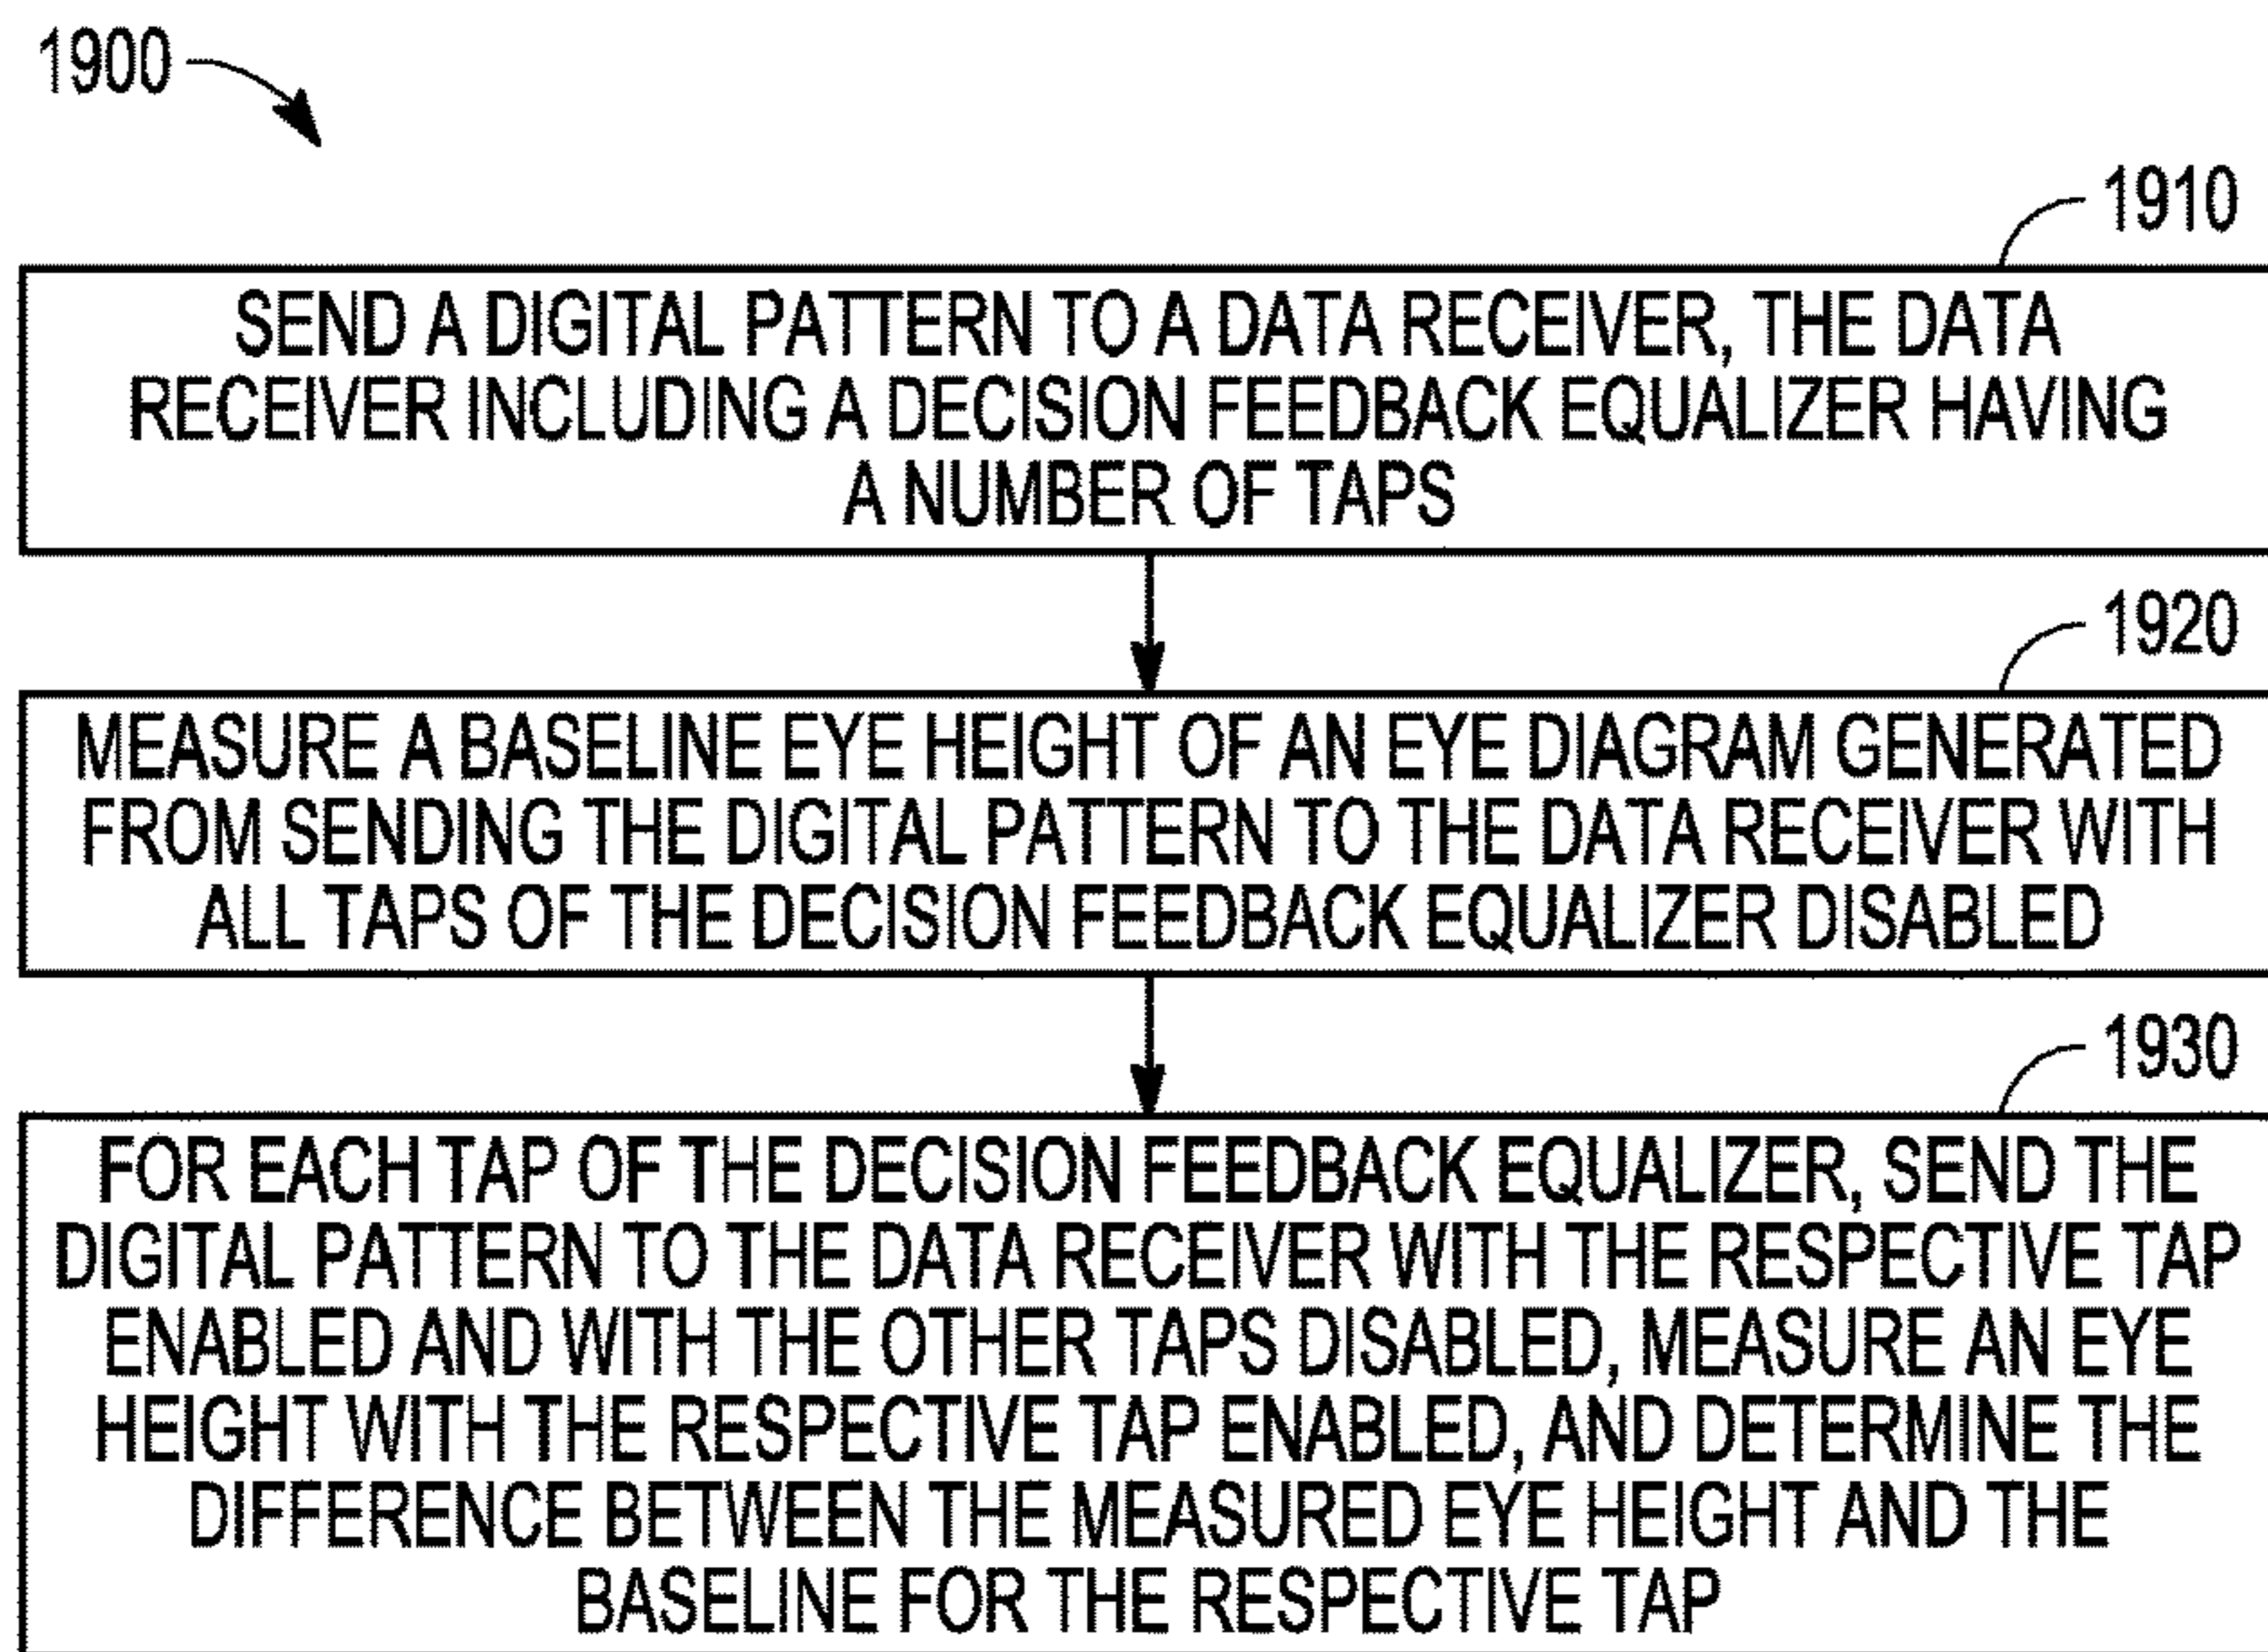 1900
1910
SEND A DIGITAL PATTERN TO A DATA RECEIVER, THE DATA
RECEIVER INCLUDING A DECISION FEEDBACK EQUALIZER HAVING
A NUMBER OF TAPS
1920
MEASURE A BASELINE EYE HEIGHT OF AN EYE DIAGRAM GENERATED
FROM SENDING THE DIGITAL PATTERN TO THE DATA RECEIVER WITH
ALL TAPS OF THE DECISION FEEDBACK EQUALIZER DISABLED
1930
FOR EACH TAP OF THE DECISION FEEDBACK EQUALIZER, SEND THE
DIGITAL PATTERN TO THE DATA RECEIVER WITH THE RESPECTIVE TAP
ENABLED AND WITH THE OTHER TAPS DISABLED, MEASURE AN EYE
HEIGHT WITH THE RESPECTIVE TAP ENABLED, AND DETERMINE THE
DIFFERENCE BETWEEN THE MEASURED EYE HEIGHT AND THE
BASELINE FOR THE RESPECTIVE TAP